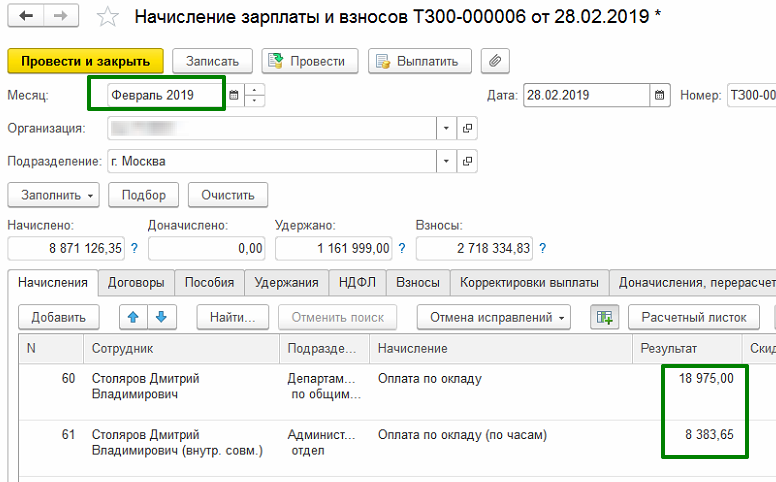 Начисление зарплаты и взносов ТЗ00-000006 от 28.02.2019 *
Провести и закрыть Записать Провести Выплатить
Месяц: Февраль 2019 Дата: 28.02.2019 Номер: ТЗ00-00
Организация:
Подразделение: г. Москва
Заполнить Подбор Очистить
Начислено: Доначислено: Удержано: Взносы:
8 871 126,35 ? 0,00 1 161 999,00 ? 2 718 334,83 ?
Начисления Договоры Пособия Удержания НДФЛ Взносы Корректировки выплаты Доначисления, перерасчет
Добавить Найти... Отменить поиск Отмена исправлений Расчетный листок
N Сотрудник Подразде... Начисление Результат Скид
60 Столяров Дмитрий Департам... Оплата по окладу 18 975,00
Владимирович по общим...
61 Столяров Дмитрий Админист... Оплата по окладу (по часам) 8 383,65
Владимирович (внутр. совм.) отдел